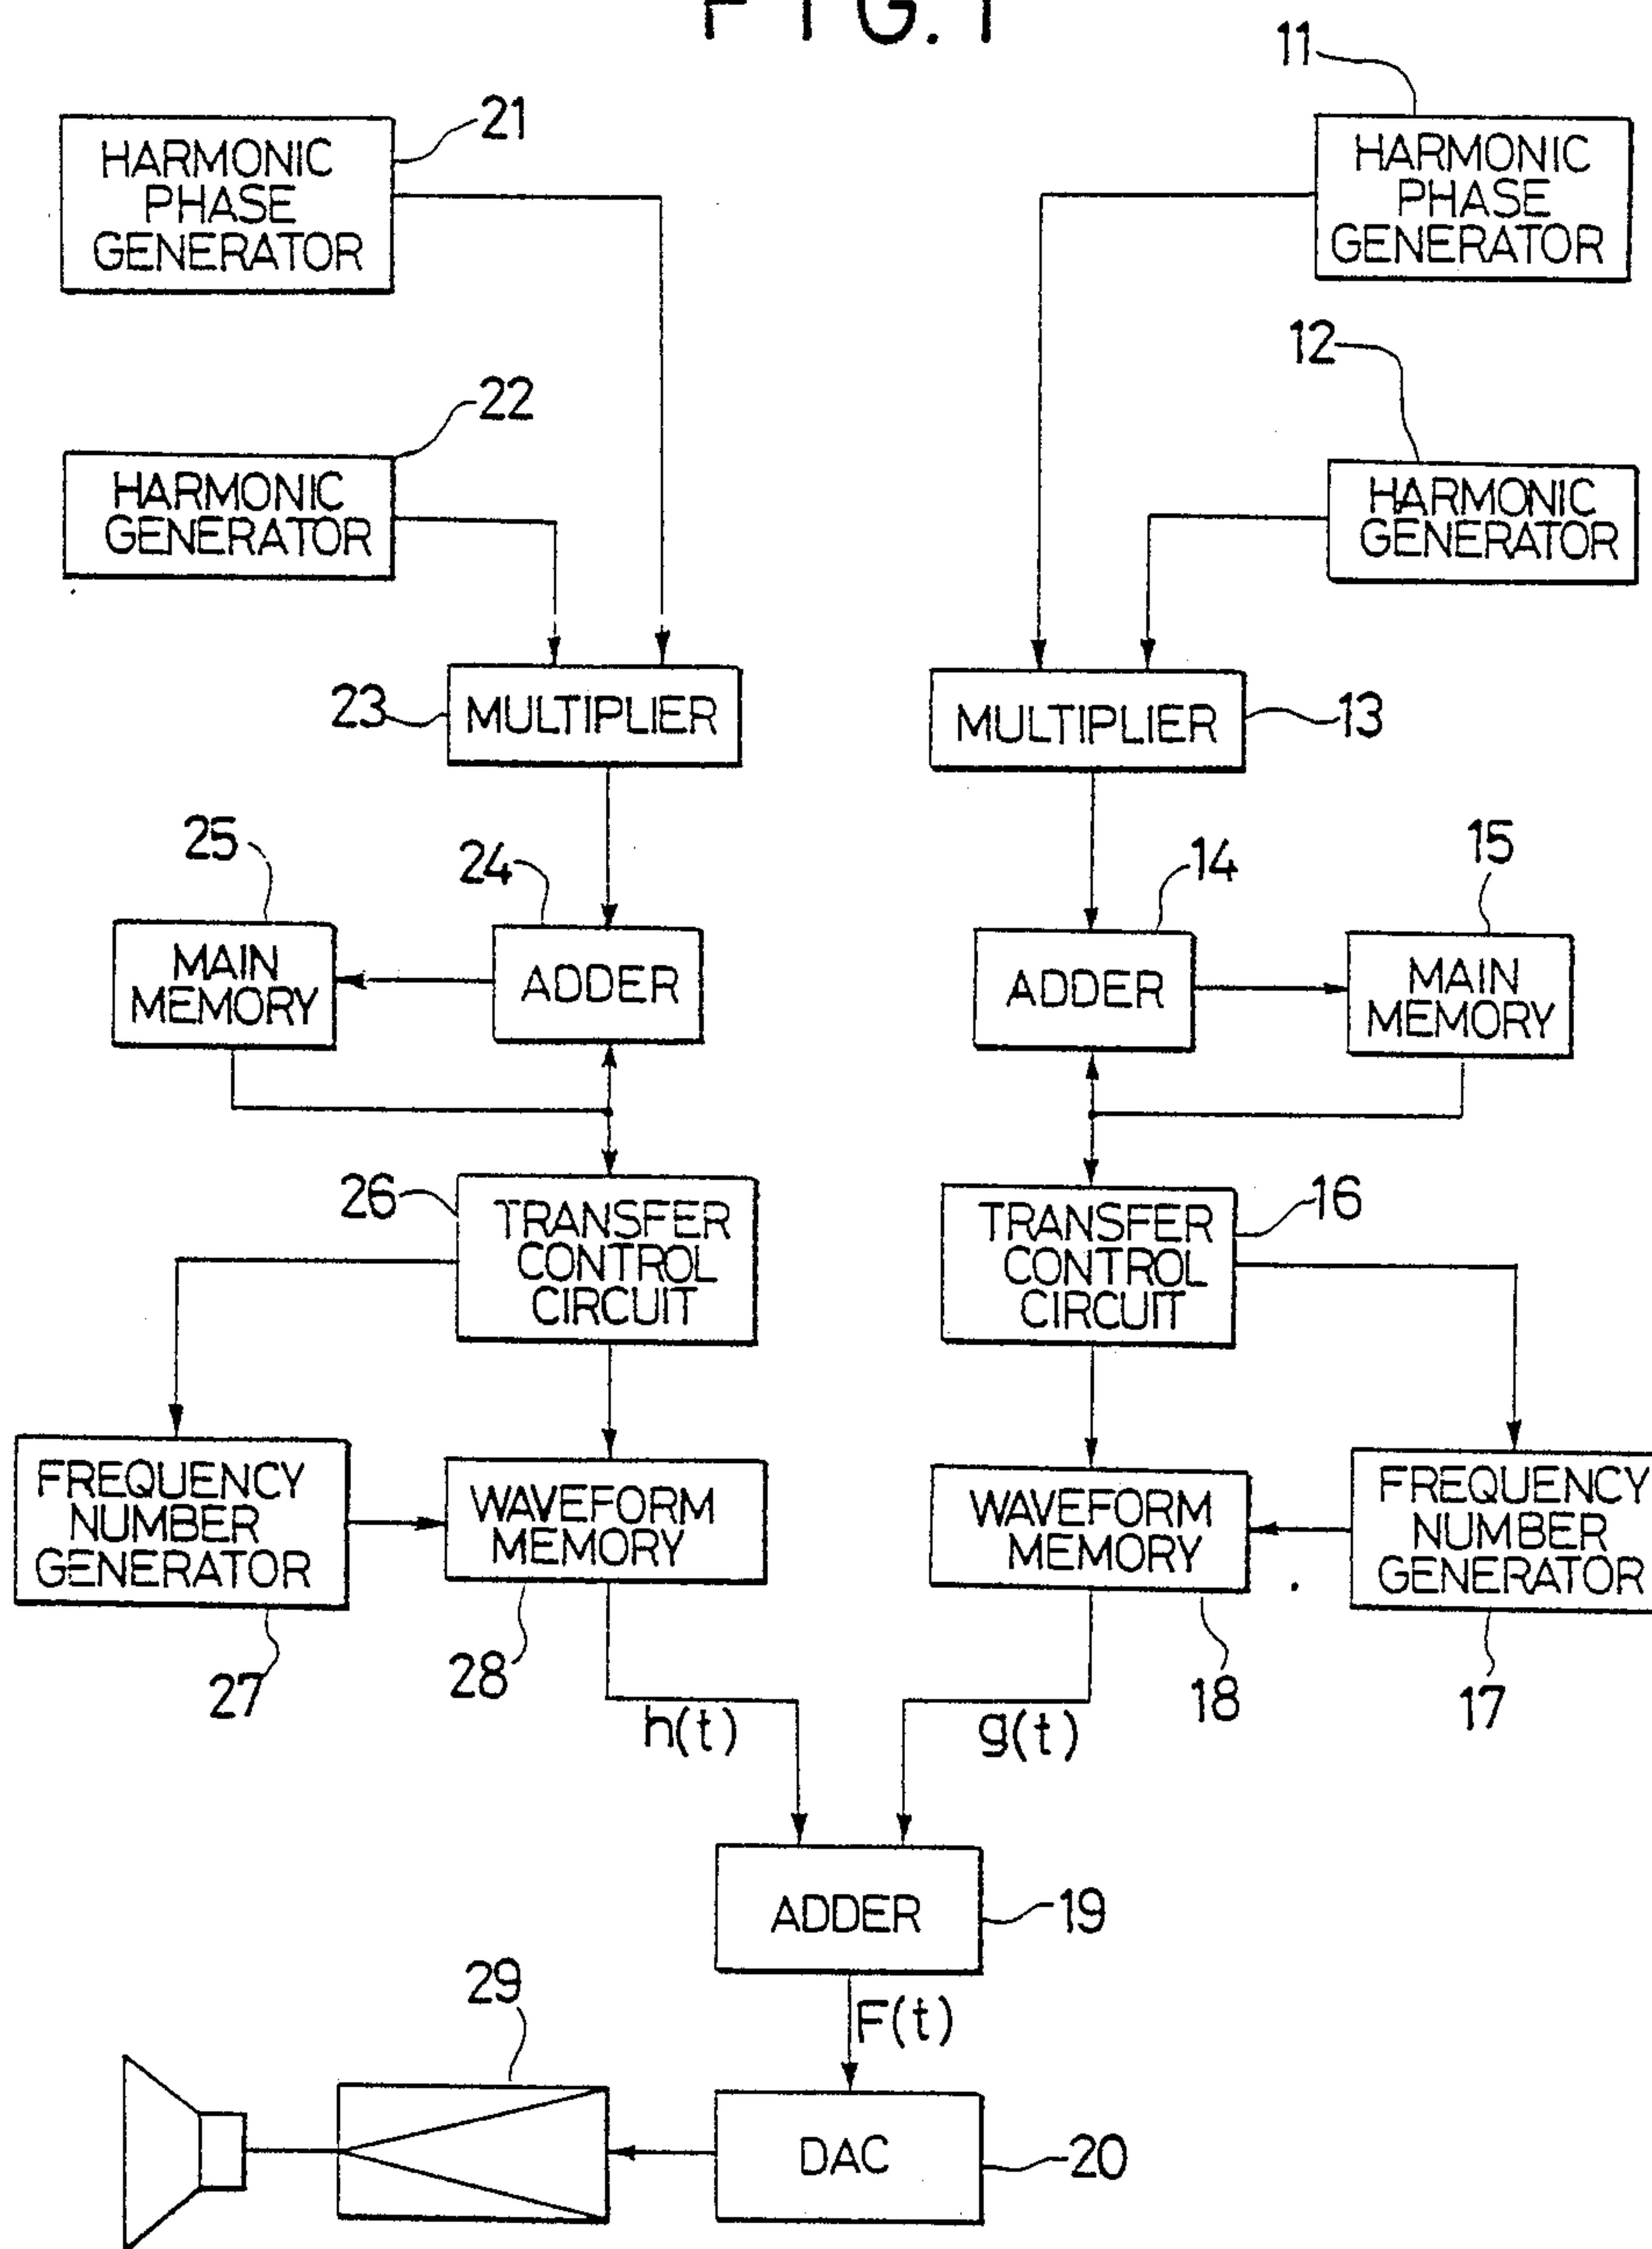 FIG. 1
11
21
HARMONIC
PHASE
GENERATOR
HARMONIC
PHASE
GENERATOR
12
22
HARMONIC
GENERATOR
HARMONIC
GENERATOR
23
MULTIPLIER
MULTIPLIER
13
25
24
14
15
MAIN
MEMORY
ADDER
ADDER
MAIN
MEMORY
26
TRANSFER
CONTROL
CIRCUIT
TRANSFER
CONTROL
CIRCUIT
16
FREQUENCY
NUMBER
GENERATOR
WAVEFORM
MEMORY
WAVEFORM
MEMORY
FREQUENCY
NUMBER
GENERATOR
27
28
18
17
h(t)
g(t)
ADDER
19
29
F(t)
DAC
20